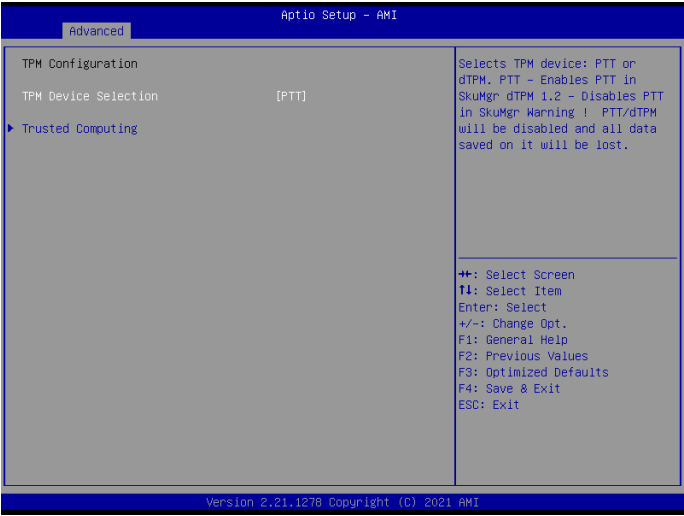 Aptio Setup – AMI
Advanced
TPM Configuration
TPM Device Selection [PTT]
Trusted Computing
Selects TPM device: PTT or
dTPM. PTT – Enables PTT in
SkuMgr dTPM 1.2 – Disables PTT
in SkuMgr Warning ! PTT/dTPM
will be disabled and all data
saved on it will be lost.
→←: Select Screen
↑↓: Select Item
Enter: Select
+/-: Change Opt.
F1: General Help
F2: Previous Values
F3: Optimized Defaults
F4: Save & Exit
ESC: Exit
Version 2.21.1278 Copyright (C) 2021 AMI